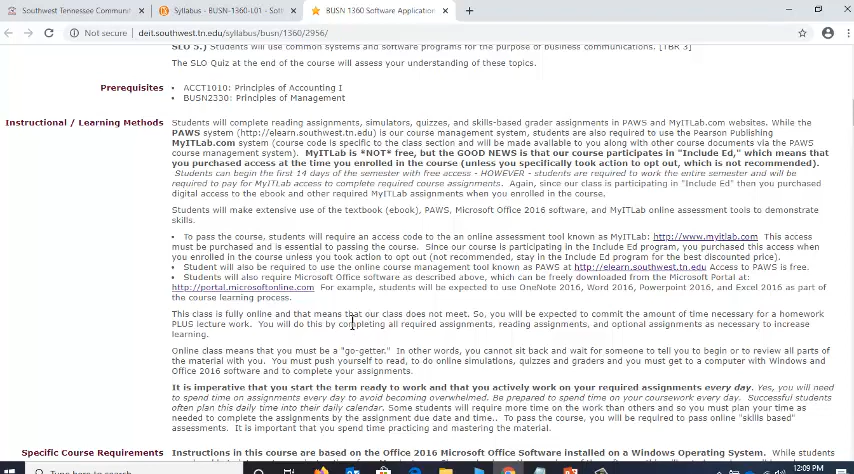 Southwest Tennessee Communit
Syllabus - BUSN-1360-L01 - Soft
BUSN 1360 Software Application
Not secure | deit.southwest.tn.edu/syllabus/busn/1360/2956/
SLO 5.) Students will use common systems and software programs for the purpose of business communications. [TBR 3]
The SLO Quiz at the end of the course will assess your understanding of these topics.
Prerequisites
• ACCT1010: Principles of Accounting I
• BUSN2330: Principles of Management
Instructional / Learning Methods
Students will complete reading assignments, simulators, quizzes, and skills-based grader assignments in PAWS and MyITLab.com websites. While the
PAWS system (http://elearn.southwest.tn.edu) is our course management system, students are also required to use the Pearson Publishing
MyITLab.com system (course code is specific to the class section and will be made available to you along with other course documents via the PAWS
course management system). MyITLab is *NOT* free, but the GOOD NEWS is that our course participates in "Include Ed," which means that
you purchased access at the time you enrolled in the course (unless you specifically took action to opt out, which is not recommended).
Students can begin the first 14 days of the semester with free access - HOWEVER - students are required to work the entire semester and will be
required to pay for MyITLab access to complete required course assignments. Again, since our class is participating in "Include Ed" then you purchased
digital access to the ebook and other required MyITLab assignments when you enrolled in the course.
Students will make extensive use of the textbook (ebook), PAWS, Microsoft Office 2016 software, and MyITLab online assessment tools to demonstrate
skills.
• To pass the course, students will require an access code to the an online assessment tool known as MyITLab: http://www.myitlab.com This access
must be purchased and is essential to passing the course. Since our course is participating in the Include Ed program, you purchased this access when
you enrolled in the course unless you took action to opt out (not recommended, stay in the Include Ed program for the best discounted price).
• Student will also be required to use the online course management tool known as PAWS at http://elearn.southwest.tn.edu Access to PAWS is free.
• Students will also require Microsoft Office software as described above, which can be freely downloaded from the Microsoft Portal at:
http://portal.microsoftonline.com For example, students will be expected to use OneNote 2016, Word 2016, Powerpoint 2016, and Excel 2016 as part of
the course learning process.
This class is fully online and that means that our class does not meet. So, you will be expected to commit the amount of time necessary for a homework
PLUS lecture work. You will do this by completing all required assignments, reading assignments, and optional assignments as necessary to increase
learning.
Online class means that you must be a "go-getter." In other words, you cannot sit back and wait for someone to tell you to begin or to review all parts of
the material with you. You must push yourself to read, to do online simulations, quizzes and graders and you must get to a computer with Windows and
Office 2016 software and to complete your assignments.
It is imperative that you start the term ready to work and that you actively work on your required assignments every day. Yes, you will need
to spend time on assignments every day to avoid becoming overwhelmed. Be prepared to spend time on your coursework every day. Successful students
often plan this daily time into their daily calendar. Some students will require more time on the work than others and so you must plan your time as
needed to complete the assignments by the assignment due date and time.. To pass the course, you will be required to pass online "skills based"
assessments. It is important that you spend time practicing and mastering the material.
Specific Course Requirements
Instructions in this course are based on the Office 2016 Microsoft Office Software installed on a Windows Operating System. While students
Type here to search
12:09 PM